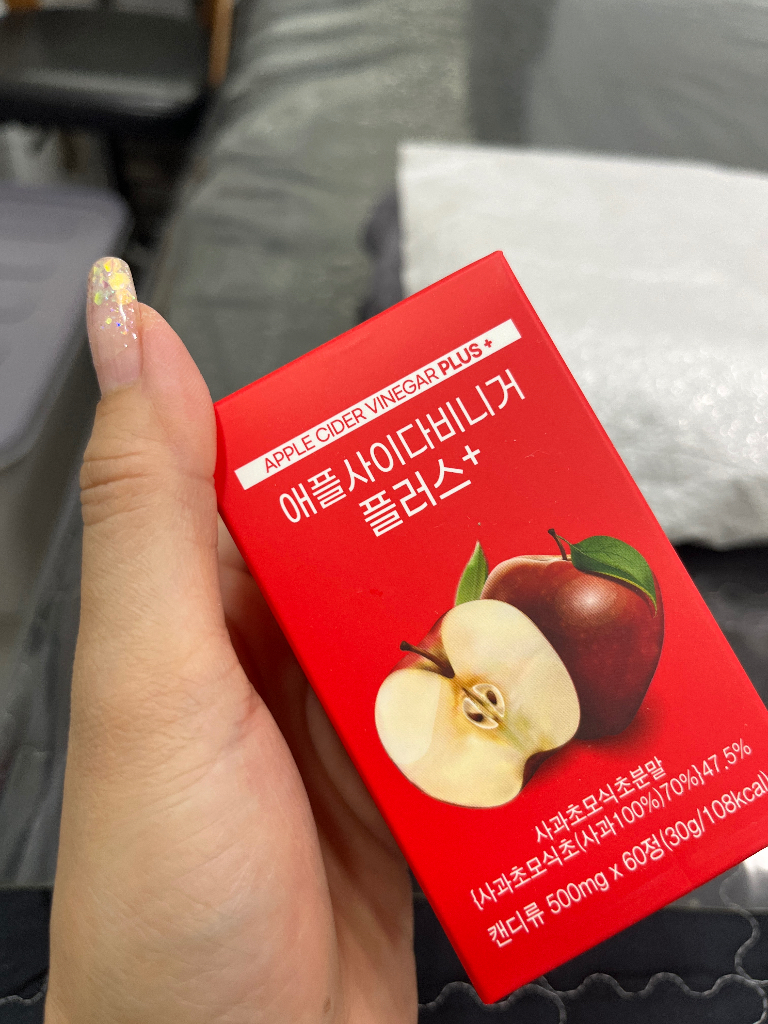 APPLE CIDER VINEGAR PLUS +
애플사이다비니거
플러스+
사과초모식초분말
{사과초모식초(사과100%)70%}47.5%
캔디류 500mg x 60정(30g/108kcal)